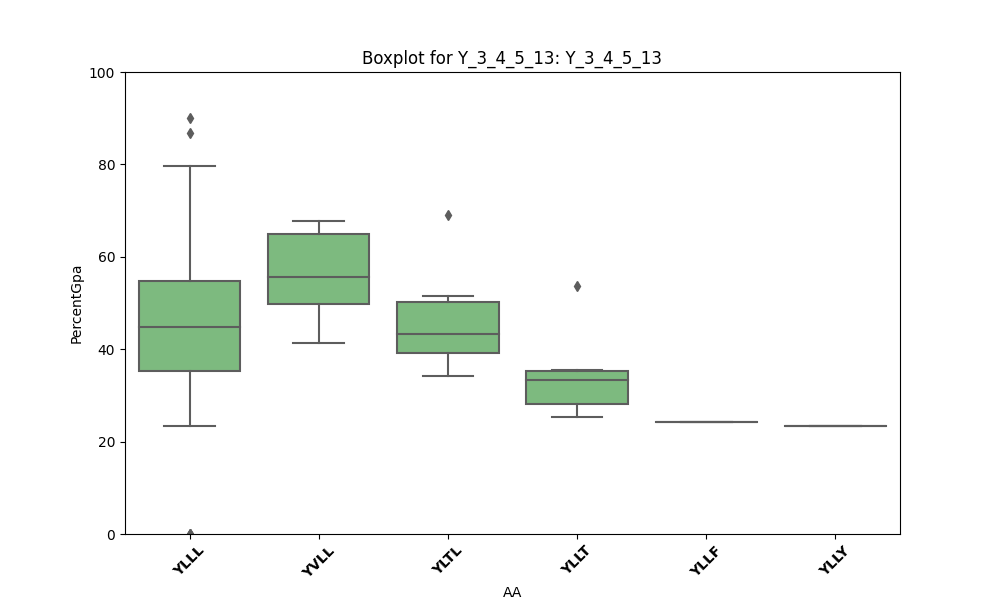 Boxplot for Y_3_4_5_13: Y_3_4_5_13
100
80
60
40
20
0
PercentGpa
YLLL
YVLL
YLTL
YLLT
YLLF
YLLY
AA